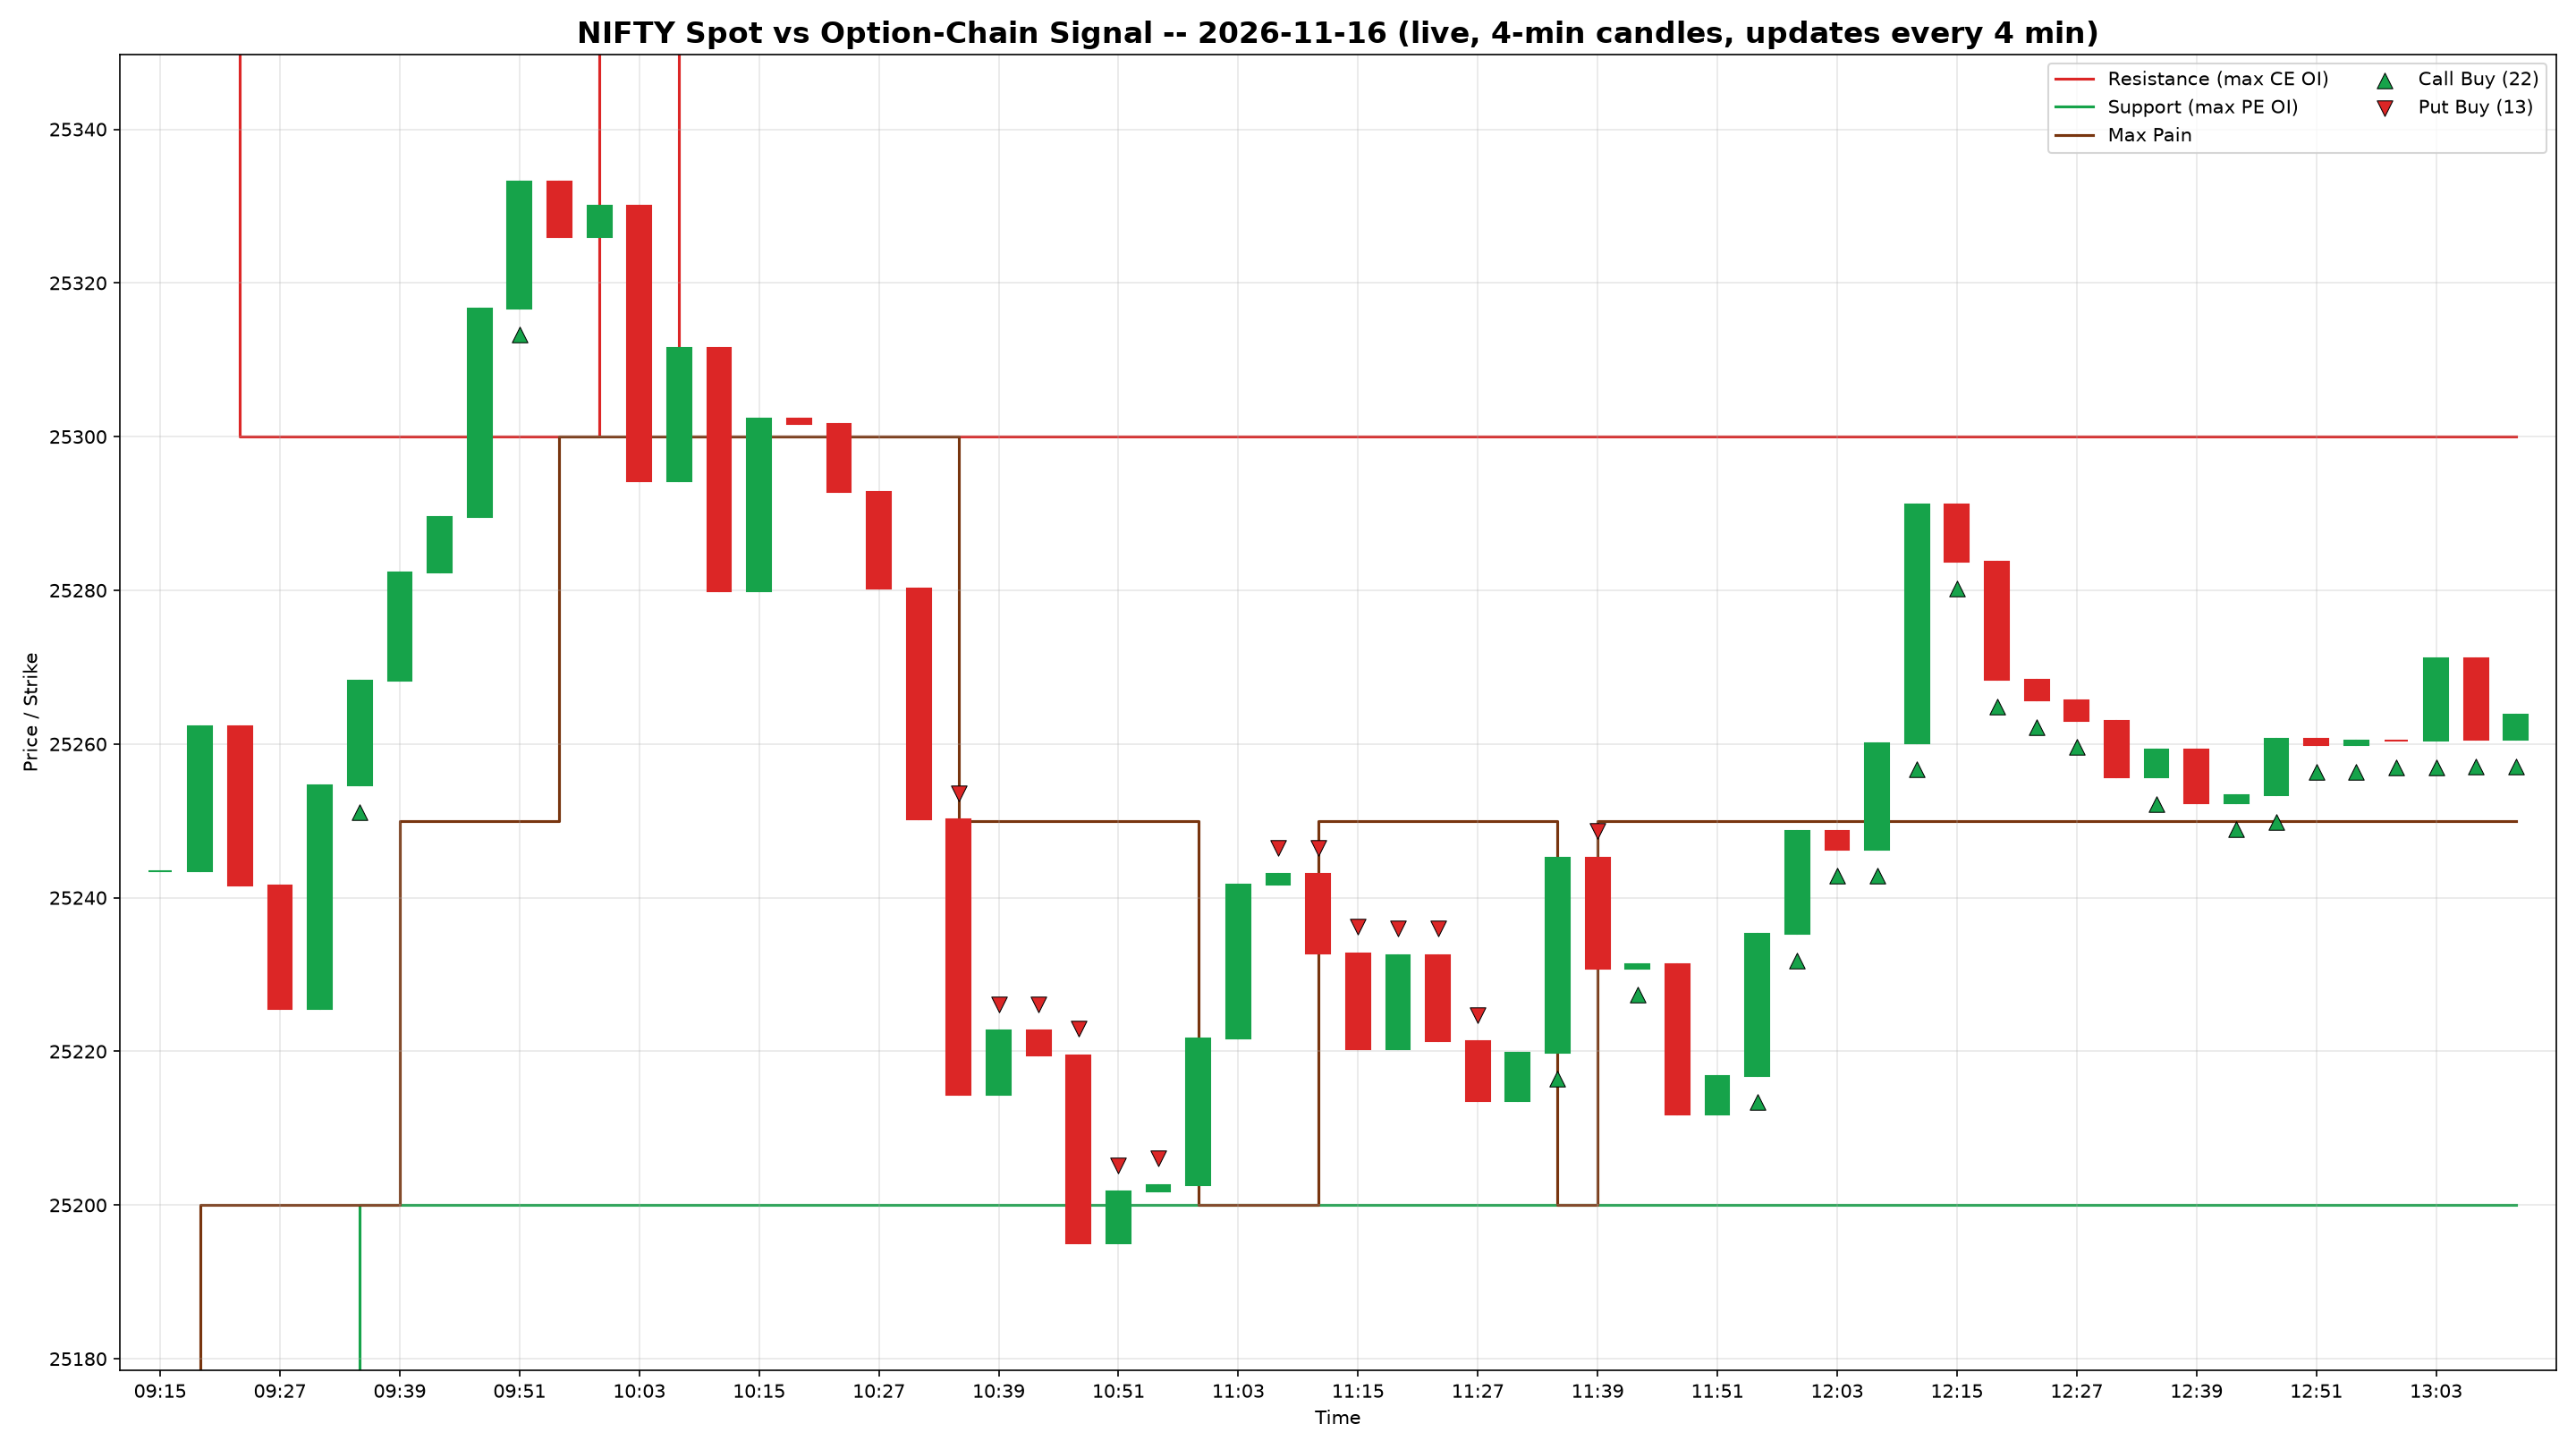 NIFTY Spot vs Option-Chain Signal -- 2026-11-16 (live, 4-min candles, updates every 4 min)
Resistance (max CE OI)
Support (max PE OI)
Max Pain
Call Buy (22)
Put Buy (13)
Price / Strike
25340
25320
25300
25280
25260
25240
25220
25200
25180
09:15 09:27 09:39 09:51 10:03 10:15 10:27 10:39 10:51 11:03 11:15 11:27 11:39 11:51 12:03 12:15 12:27 12:39 12:51 13:03
Time